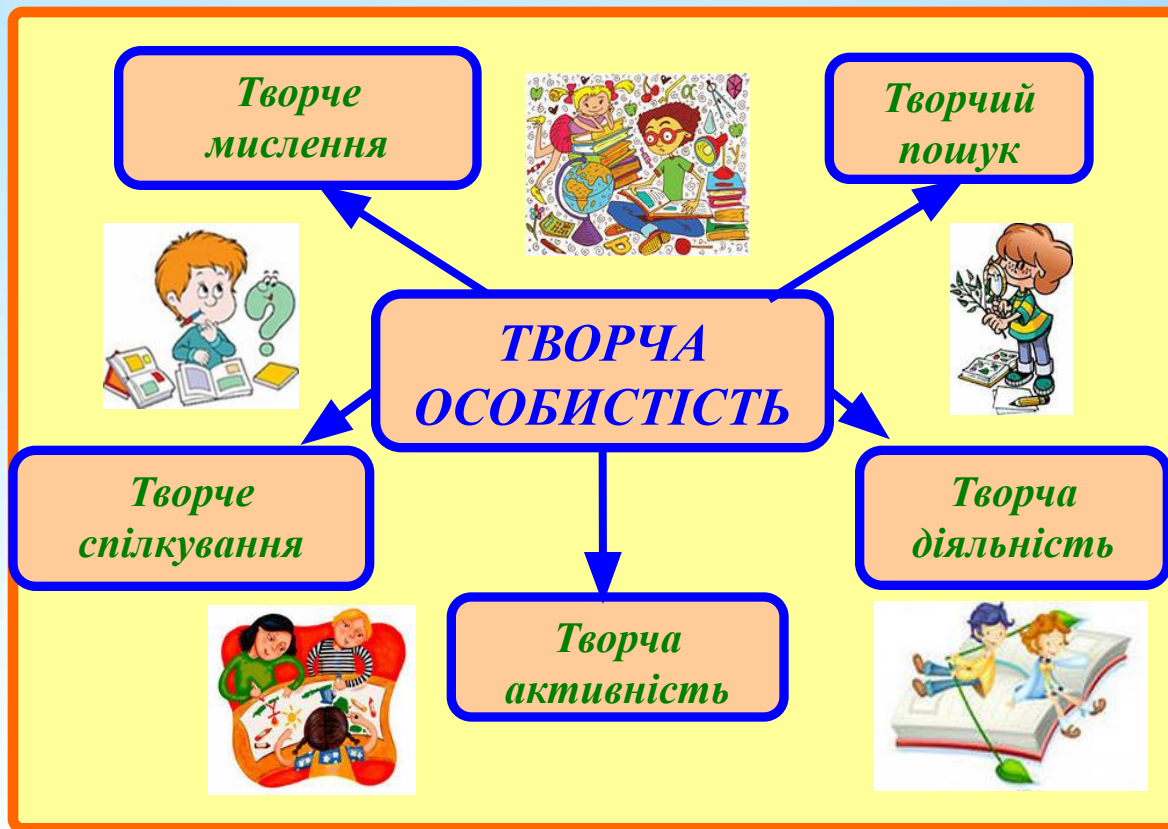 Творче
мислення
Творчий
пошук
ТВОРЧА
ОСОБИСТІСТЬ
Творче
спілкування
Творча
діяльність
Творча
активність